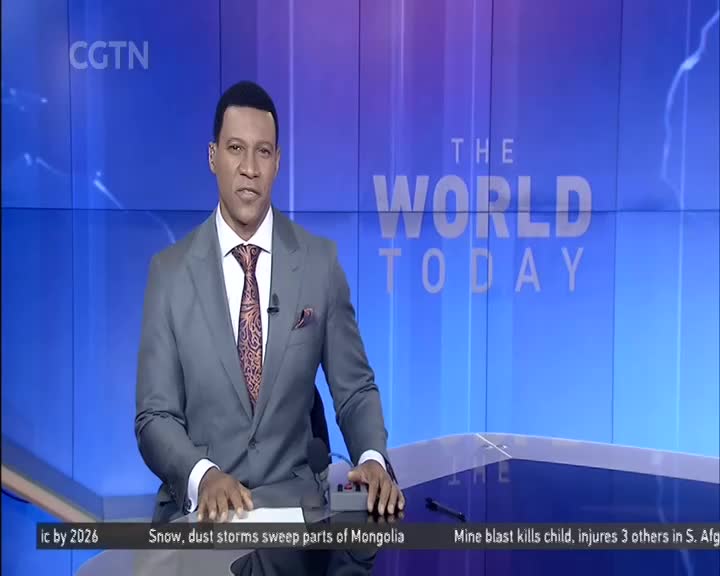 CGTN
THE
WORLD
TODAY
THE
ic by 2026 Snow, dust storms sweep parts of Mongolia Mine blast kills child, injures 3 others in S. Afg